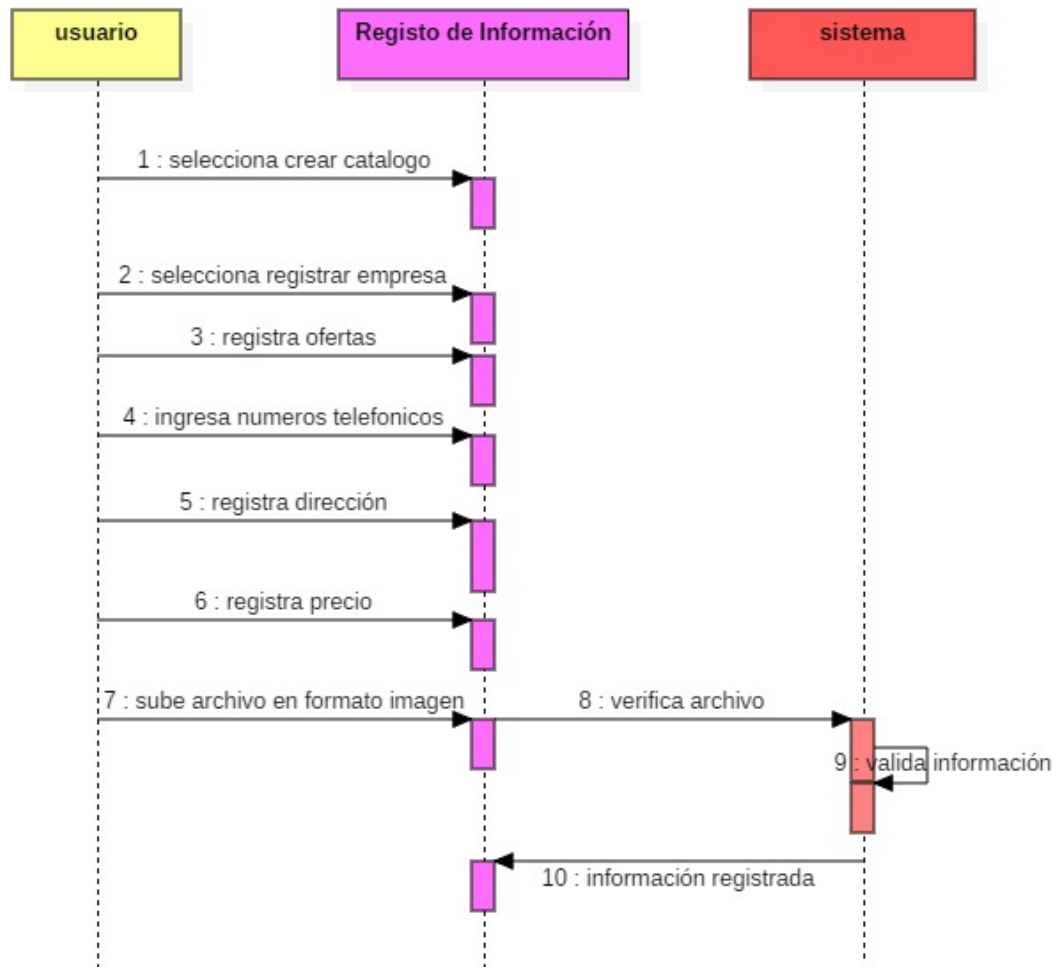 usuario
Registo de Información
sistema
1 : selecciona crear catalogo
2 : selecciona registrar empresa
3 : registra ofertas
4 : ingresa numeros telefonicos
5 : registra dirección
6 : registra precio
7 : sube archivo en formato imagen
8 : verifica archivo
9 : valida información
10 : información registrada